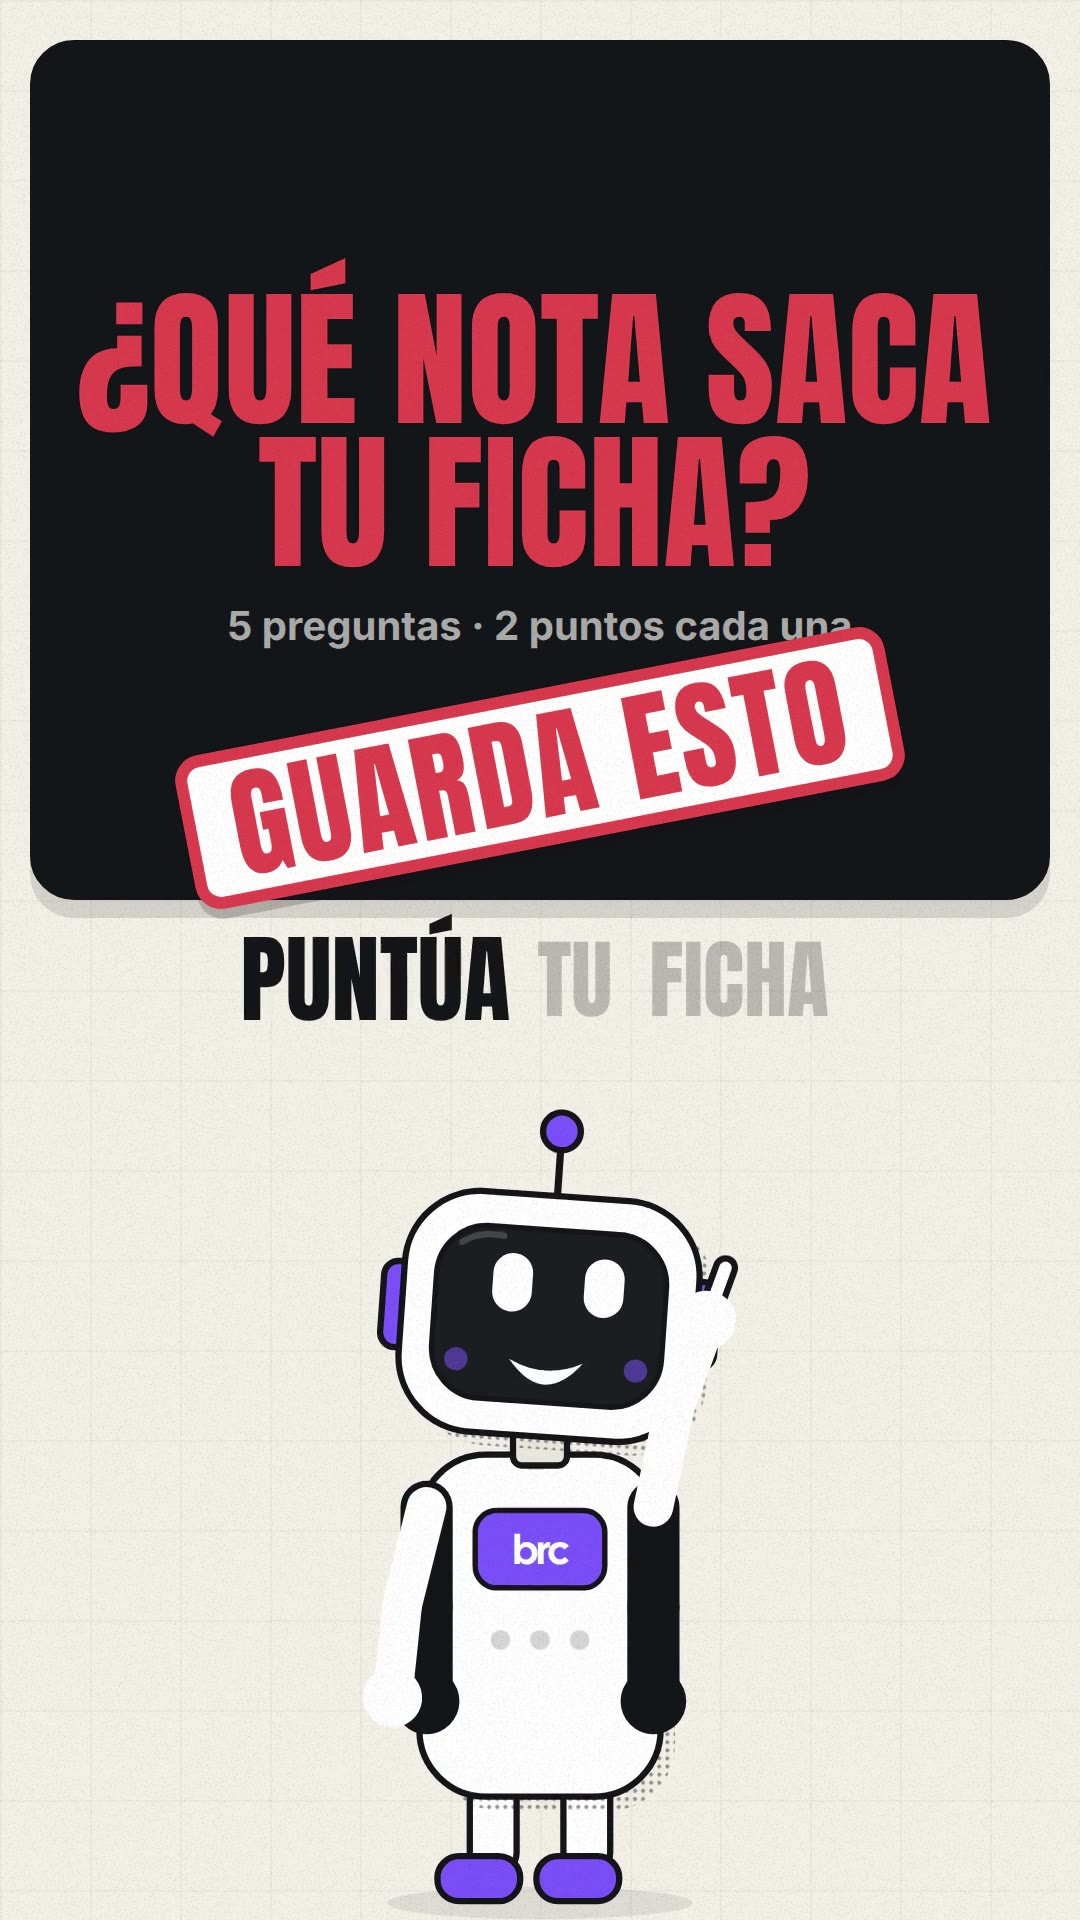 ¿QUÉ NOTA SACA
TU FICHA?
5 preguntas · 2 puntos cada una
GUARDA ESTO
PUNTÚA TU FICHA
brc